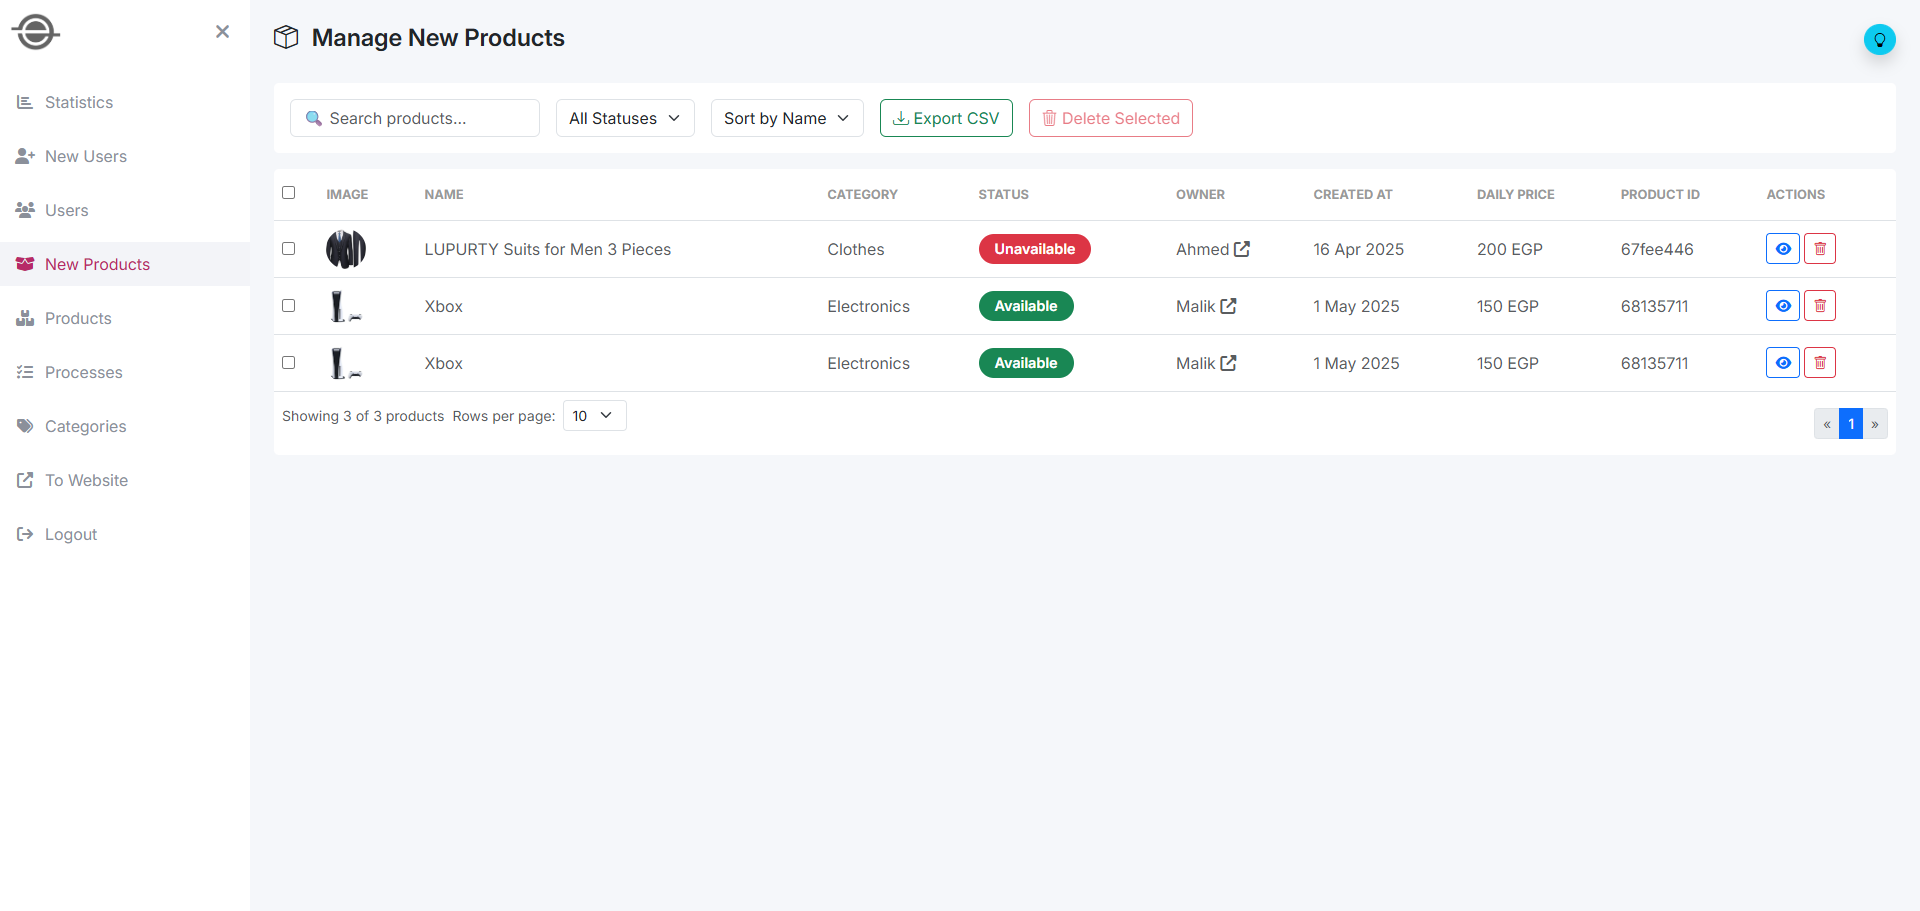 Manage New Products
Statistics
New Users
Users
New Products
Products
Processes
Categories
To Website
Logout
Search products...
All Statuses
Sort by Name
Export CSV
Delete Selected
IMAGE NAME CATEGORY STATUS OWNER CREATED AT DAILY PRICE PRODUCT ID ACTIONS
LUPURTY Suits for Men 3 Pieces Clothes Unavailable Ahmed 16 Apr 2025 200 EGP 67fee446
Xbox Electronics Available Malik 1 May 2025 150 EGP 68135711
Xbox Electronics Available Malik 1 May 2025 150 EGP 68135711
Showing 3 of 3 products Rows per page: 10
« 1 »